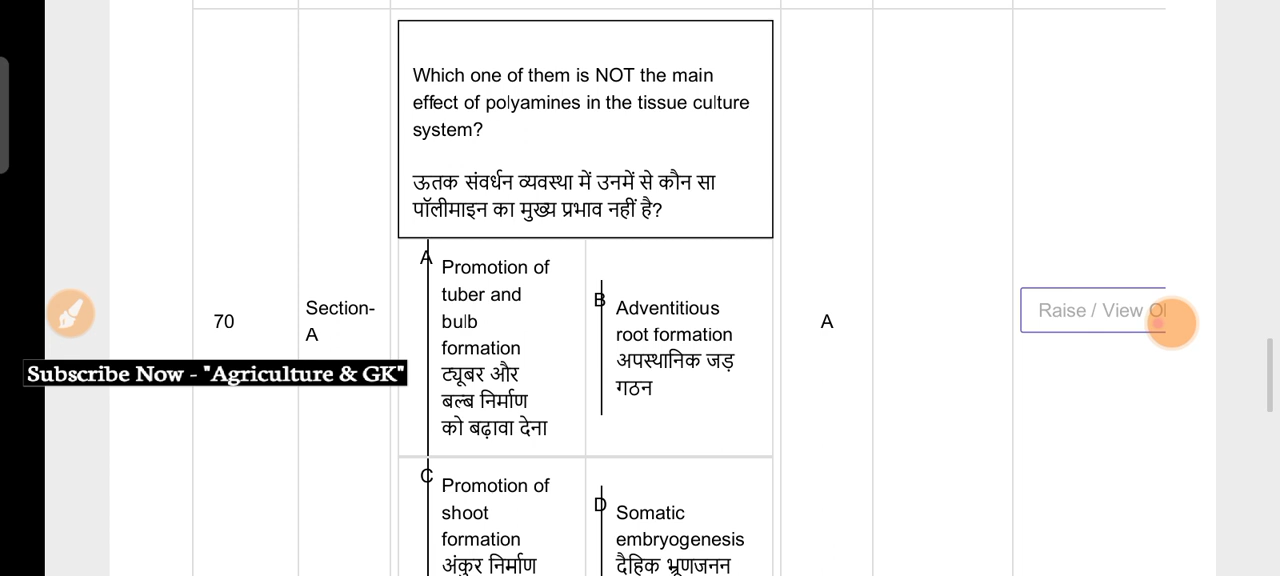 Which one of them is NOT the main
effect of polyamines in the tissue culture
system?
ऊतक संवर्धन व्यवस्था में उनमें से कौन सा
पॉलीमाइन का मुख्य प्रभाव नहीं है?
70
Section-
A
A
Promotion of
tuber and
bulb
formation
ट्यूबर और
बल्ब निर्माण
को बढ़ावा देना
B
Adventitious
root formation
अपस्थानिक जड़
गठन
A
Raise / View
Subscribe Now - "Agriculture & GK"
C
Promotion of
shoot
formation
अंकुर निर्माण
D
Somatic
embryogenesis
दैहिक भ्रूणजनन